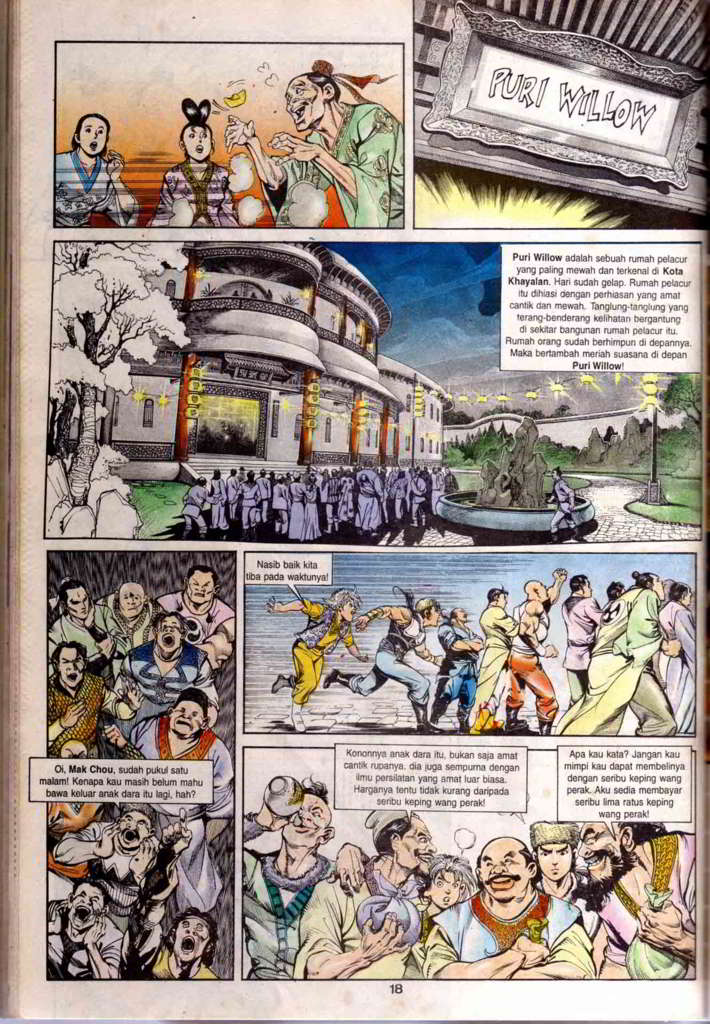 PURI WILLOW
Puri Willow adalah sebuah rumah pelacur
yang paling mewah dan terkenal di Kota
Khayalan. Hari sudah gelap. Rumah pelacur
itu dihiasi dengan perhiasan yang amat
cantik dan mewah. Tanglung-tanglung yang
terang-benderang kelihatan bergantung
di sekitar bangunan rumah pelacur itu.
Rumah orang sudah berhimpun di depannya.
Maka bertambah meriah suasana di depan
Puri Willow!
Nasib baik kita
tiba pada waktunya!
Oi, Mak Chou, sudah pukul satu
malam! Kenapa kau masih belum mahu
bawa keluar anak dara itu lagi, hah?
Kononnya anak dara itu, bukan saja amat
cantik rupanya, dia juga sempurna dengan
ilmu persilatan yang amat luar biasa.
Harganya tentu tidak kurang daripada
seribu keping wang perak!
Apa kau kata? Jangan kau
mimpi kau dapat membelinya
dengan seribu keping wang
perak. Aku sedia membayar
seribu lima ratus keping
wang perak!
18